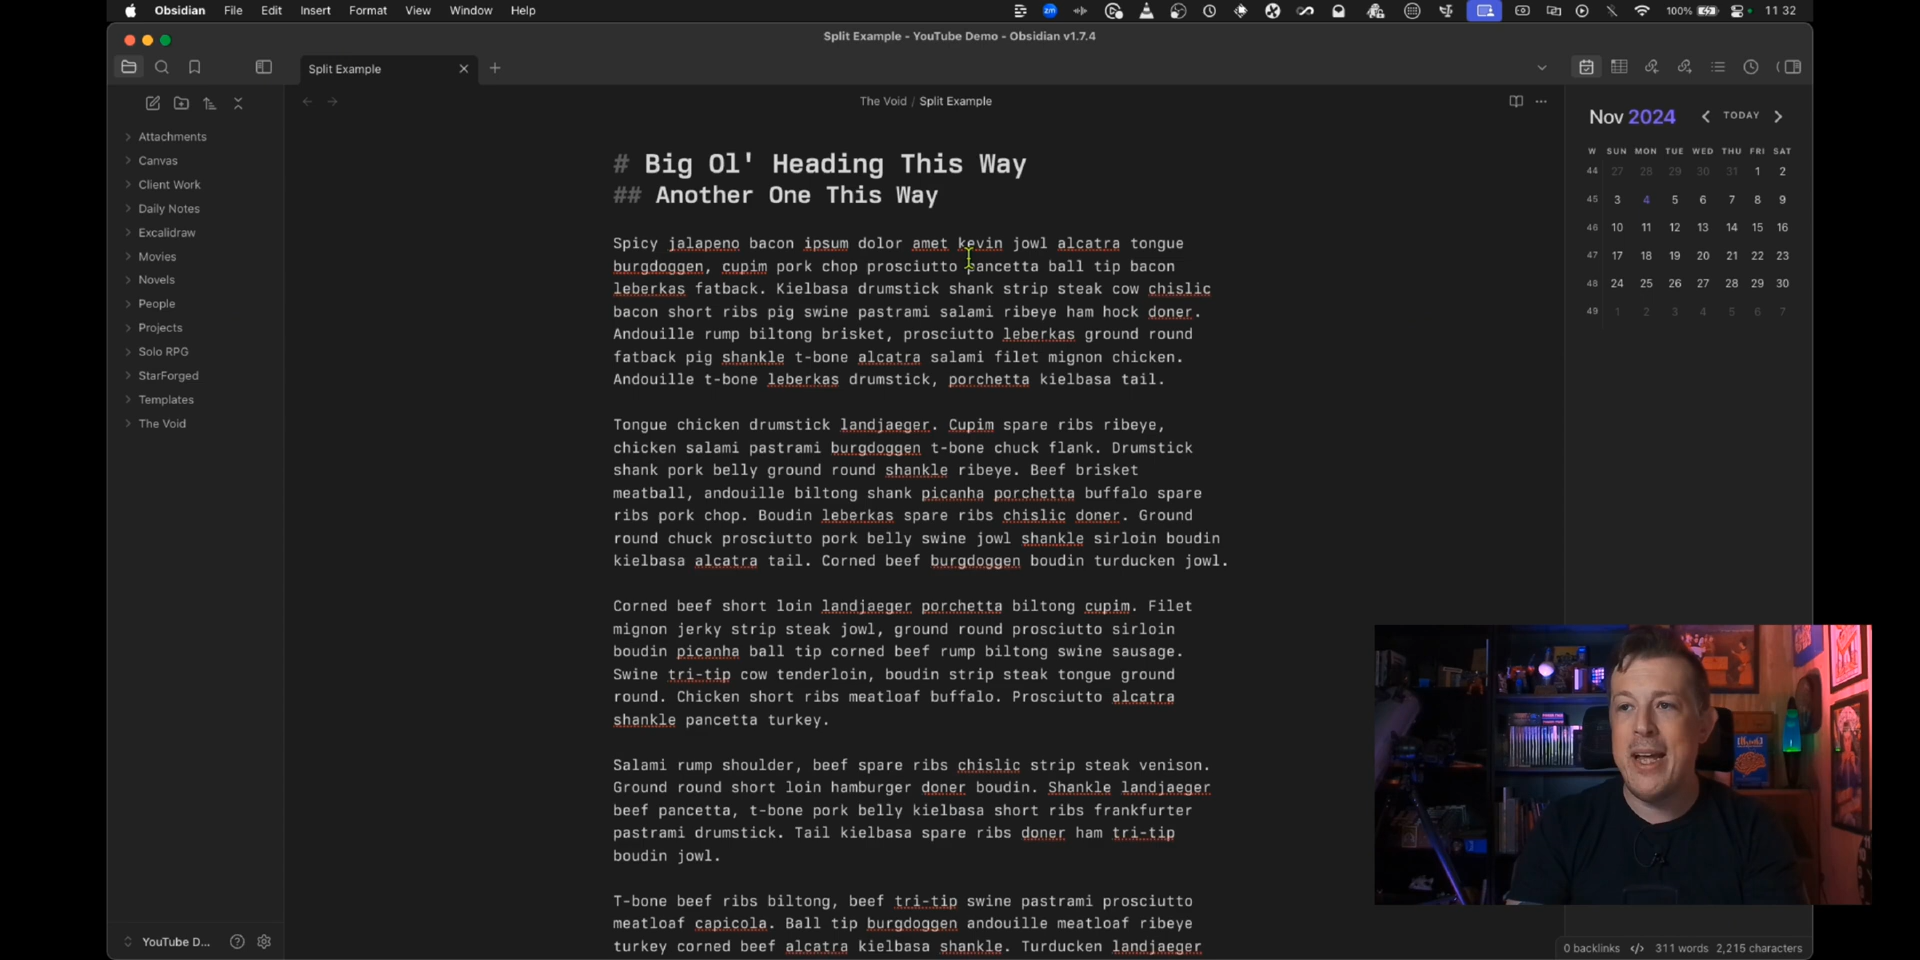 Obsidian File Edit Insert Format View Window Help
100% 11 32
Split Example - YouTube Demo - Obsidian v1.7.4
Split Example
The Void / Split Example
Attachments
Canvas
Client Work
Daily Notes
Excalidraw
Movies
Novels
People
Projects
Solo RPG
StarForged
Templates
The Void
YouTube D...
# Big Ol' Heading This Way
## Another One This Way
Spicy jalapeno bacon ipsum dolor amet kevin jowl alcatra tongue
burgdoggen, cupim pork chop prosciutto pancetta ball tip bacon
leberkas fatback. Kielbasa drumstick shank strip steak cow chislic
bacon short ribs pig swine pastrami salami ribeye ham hock doner.
Andouille rump biltong brisket, prosciutto leberkas ground round
fatback pig shankle t-bone alcatra salami filet mignon chicken.
Andouille t-bone leberkas drumstick, porchetta kielbasa tail.
Tongue chicken drumstick landjaeger. Cupim spare ribs ribeye,
chicken salami pastrami burgdoggen t-bone chuck flank. Drumstick
shank pork belly ground round shankle ribeye. Beef brisket
meatball, andouille biltong shank picanha porchetta buffalo spare
ribs pork chop. Boudin leberkas spare ribs chislic doner. Ground
round chuck prosciutto pork belly swine jowl shankle sirloin boudin
kielbasa alcatra tail. Corned beef burgdoggen boudin turducken jowl.
Corned beef short loin landjaeger porchetta biltong cupim. Filet
mignon jerky strip steak jowl, ground round prosciutto sirloin
boudin picanha ball tip corned beef rump biltong swine sausage.
Swine tri-tip cow tenderloin, boudin strip steak tongue ground
round. Chicken short ribs meatloaf buffalo. Prosciutto alcatra
shankle pancetta turkey.
Salami rump shoulder, beef spare ribs chislic strip steak venison.
Ground round short loin hamburger doner boudin. Shankle landjaeger
beef pancetta, t-bone pork belly kielbasa short ribs frankfurter
pastrami drumstick. Tail kielbasa spare ribs doner ham tri-tip
boudin jowl.
T-bone beef ribs biltong, beef tri-tip swine pastrami prosciutto
meatloaf capicola. Ball tip burgdoggen andouille meatloaf ribeye
turkey corned beef alcatra kielbasa shankle. Turducken landjaeger
Nov 2024 TODAY
W SUN MON TUE WED THU FRI SAT
44 27 28 29 30 31 1 2
45 3 4 5 6 7 8 9
46 10 11 12 13 14 15 16
47 17 18 19 20 21 22 23
48 24 25 26 27 28 29 30
49 1 2 3 4 5 6 7
0 backlinks 311 words 2,215 characters